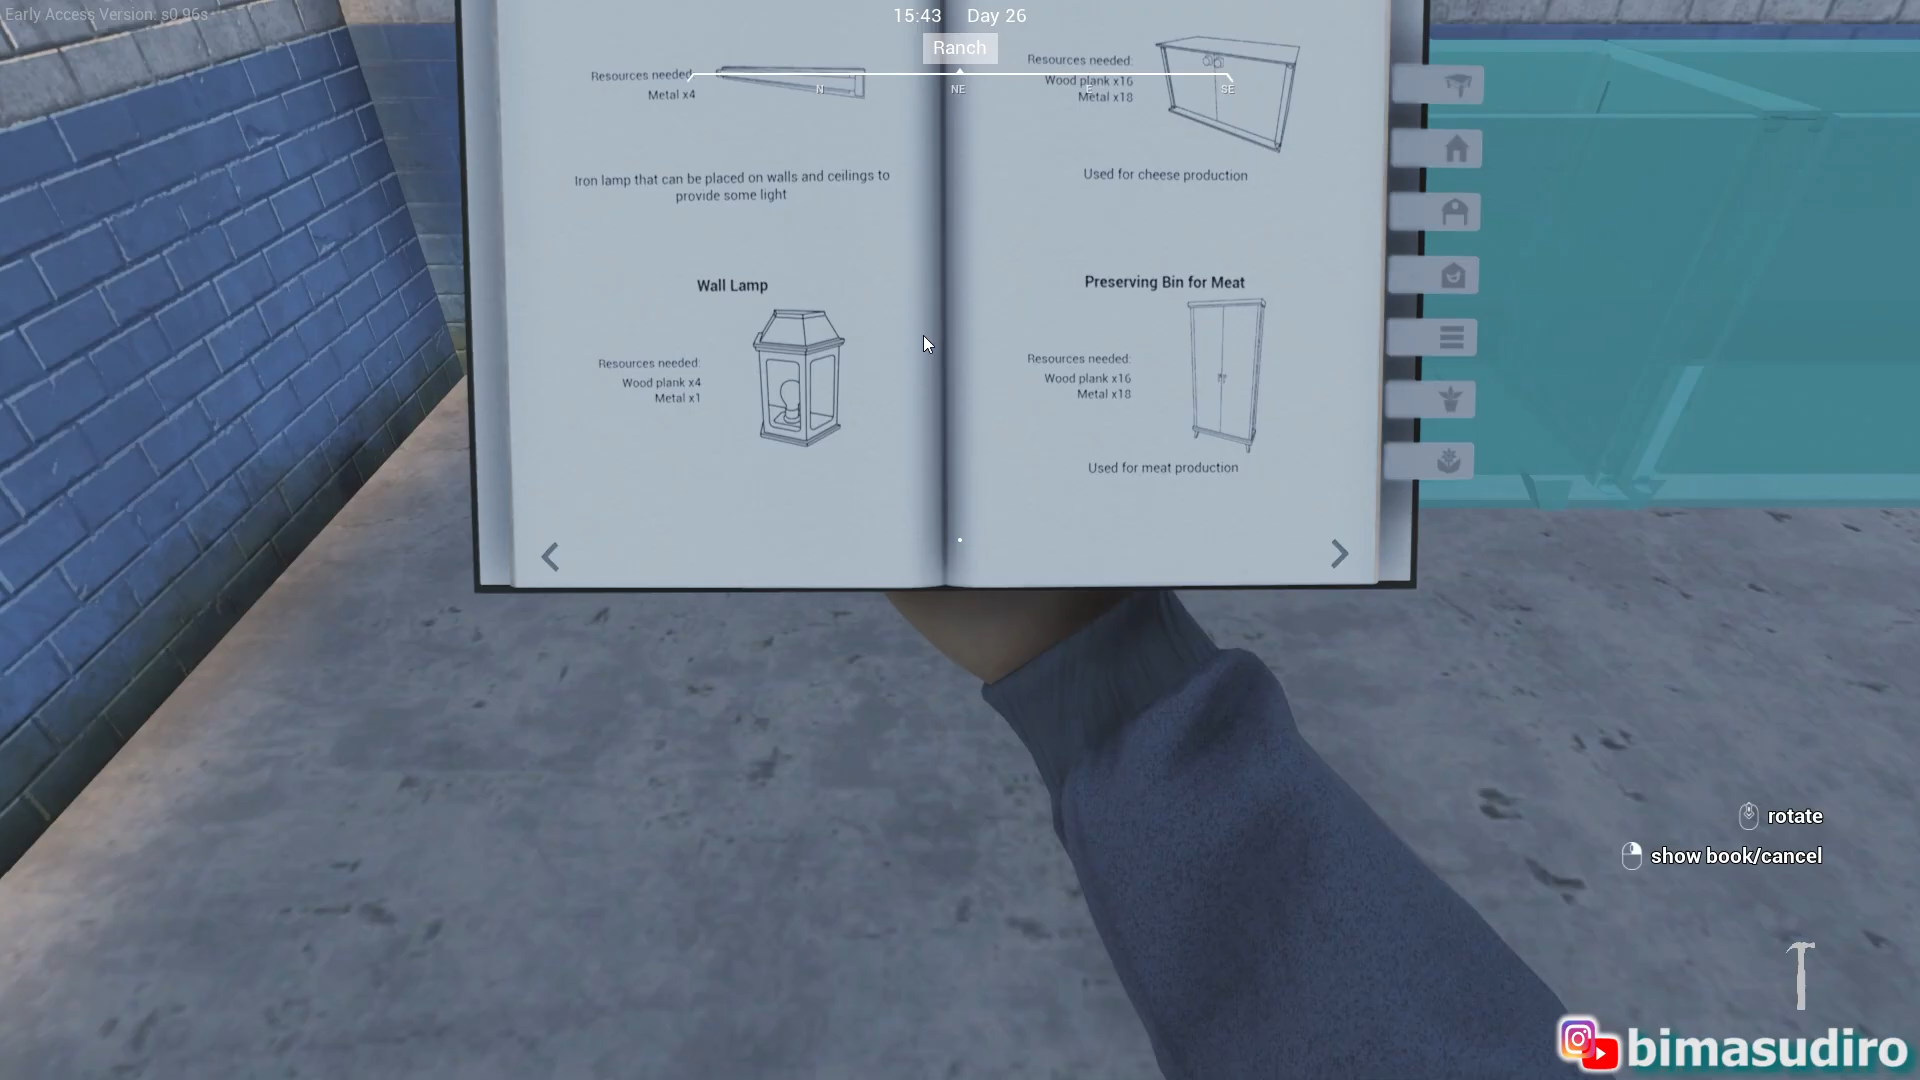 Early Access Version: s0.96s
15:43 Day 26
Ranch
N NE E SE
Resources needed:
Metal x4
Iron lamp that can be placed on walls and ceilings to
provide some light
Wall Lamp
Resources needed:
Wood plank x4
Metal x1
Resources needed:
Wood plank x16
Metal x18
Used for cheese production
Preserving Bin for Meat
Resources needed:
Wood plank x16
Metal x18
Used for meat production
rotate
show book/cancel
bimasudiro